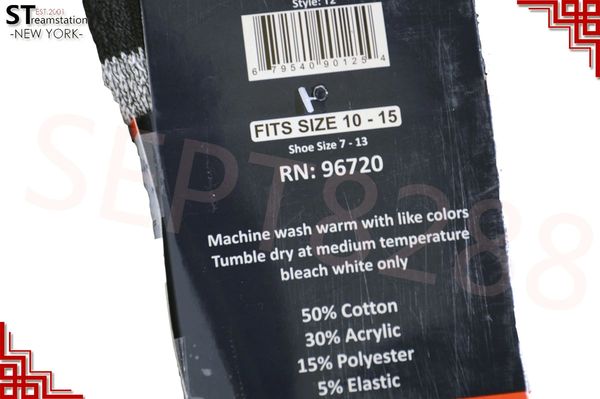 EST.2001
STreamstation
-NEW YORK-
Style: 12
6 79540 90125 4
FITS SIZE 10 - 15
Shoe Size 7 - 13
RN: 96720
SEPT8288
Machine wash warm with like colors
Tumble dry at medium temperature
bleach white only
50% Cotton
30% Acrylic
15% Polyester
5% Elastic